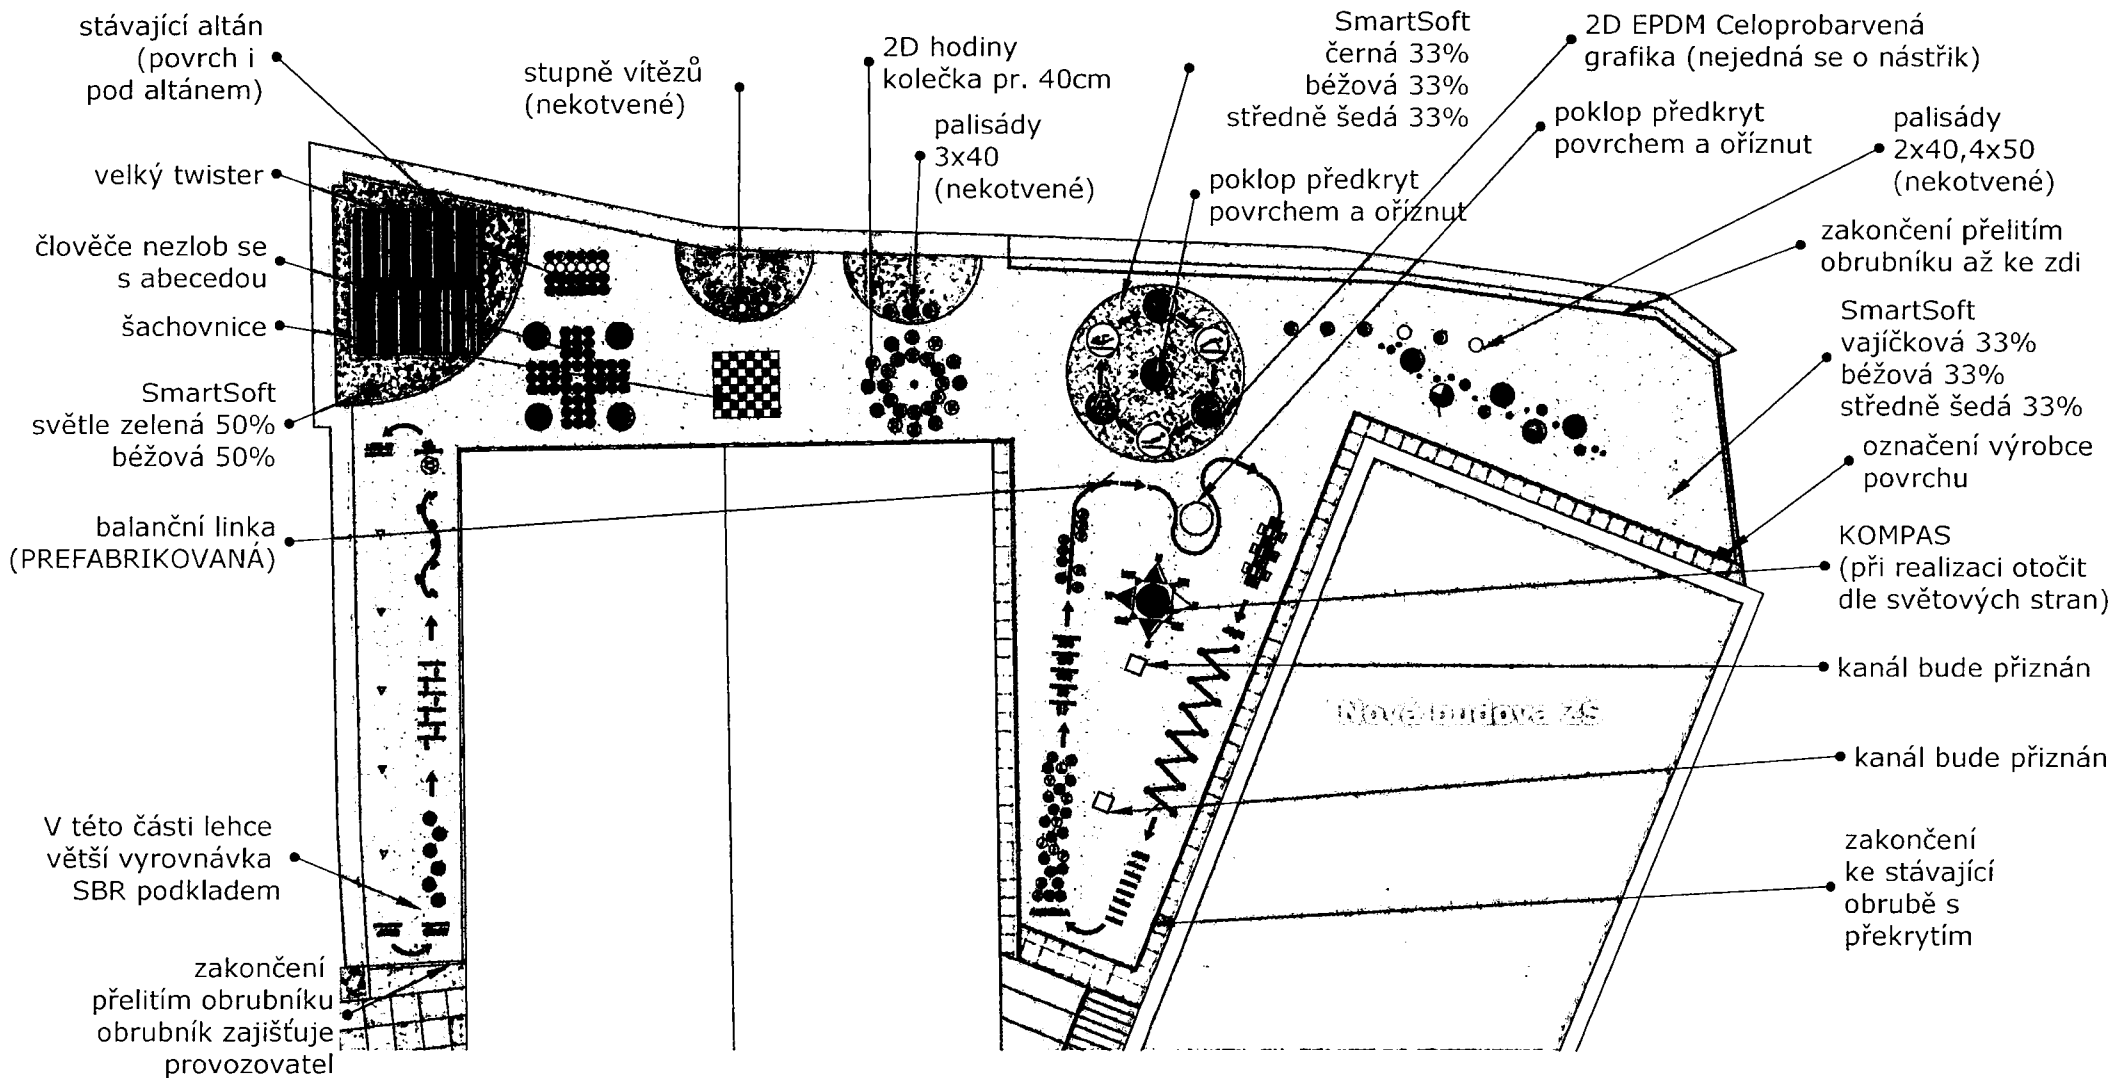 stávající altán
(povrch i
pod altánem)
velký twister
člověče nezlob se
s abecedou
šachovnice
SmartSoft
světle zelená 50%
béžová 50%
balanční linka
(PREFABRIKOVANÁ)
V této části lehce
větší vyrovnávka
SBR podkladem
zakončení
přelitím obrubníku
obrubník zajišťuje
provozovatel
stupně vítězů
(nekotvené)
2D hodiny
kolečka pr. 40cm
palisády
3x40
(nekotvené)
SmartSoft
černá 33%
béžová 33%
středně šedá 33%
poklop předkryt
povrchem a oříznut
2D EPDM Celoprobarvená
grafika (nejedná se o nástřik)
poklop předkryt
povrchem a oříznut
palisády
2x40,4x50
(nekotvené)
zakončení přelitím
obrubníku až ke zdi
SmartSoft
vajíčková 33%
béžová 33%
středně šedá 33%
označení výrobce
povrchu
KOMPAS
(při realizaci otočit
dle světových stran)
kanál bude přiznán
Nová budova ZŠ
kanál bude přiznán
zakončení
ke stávající
obrubě s
překrytím